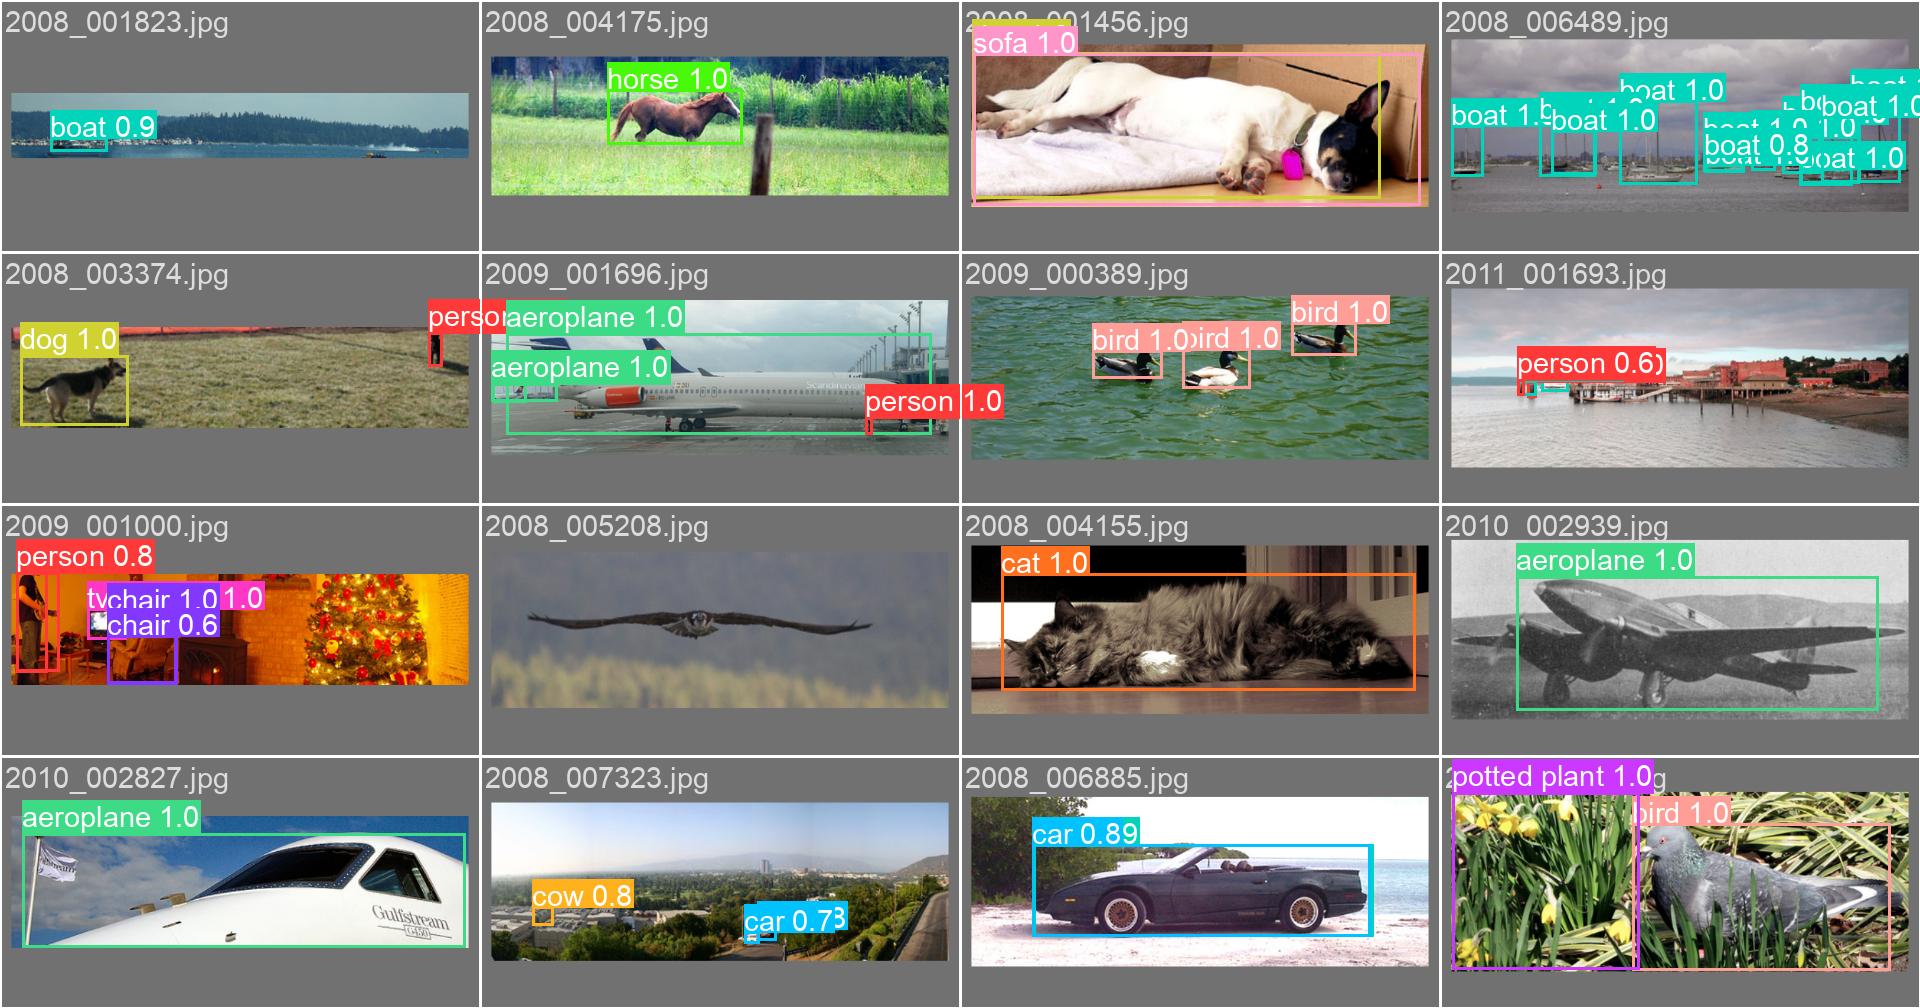 2008_001823.jpg
boat 0.9
2008_004175.jpg
horse 1.0
2008_001456.jpg
sofa 1.0
2008_006489.jpg
boat 1.0
boat 1.0
boat 1.0
boat 1.0
boat 0.8
boat 1.0
2008_003374.jpg
dog 1.0
person
2009_001696.jpg
aeroplane 1.0
aeroplane 1.0
Scandinavian
person 1.0
2009_000389.jpg
bird 1.0
bird 1.0
bird 1.0
2011_001693.jpg
person 0.6
2009_001000.jpg
person 0.8
tv
chair 1.0
1.0
chair 0.6
2008_005208.jpg
2008_004155.jpg
cat 1.0
2010_002939.jpg
aeroplane 1.0
2010_002827.jpg
aeroplane 1.0
Gulfstream
G450
2008_007323.jpg
cow 0.8
car 0.7
2008_006885.jpg
car 0.89
potted plant 1.0
bird 1.0